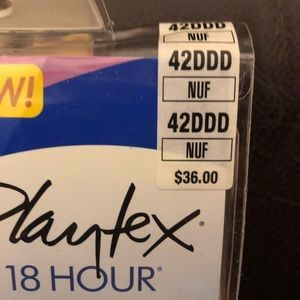 W!
42DDD
NUF
42DDD
NUF
$36.00
Playtex®
18 HOUR®